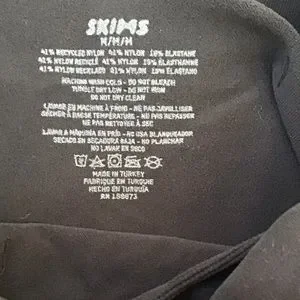 SKIMS
M/M/M
41% RECYCLED NYLON 41% NYLON 18% ELASTANE
41% NYLON RECYCLÉ 41% NYLON 18% ÉLASTHANNE
41% NYLON RECICLADO 41% NYLON 18% ELASTANO
MACHINE WASH COLD - DO NOT BLEACH
TUMBLE DRY LOW - DO NOT IRON
DO NOT DRY CLEAN
LAVER EN MACHINE À FROID - NE PAS JAVELLISER
SÉCHER À BASSE TEMPÉRATURE - NE PAS REPASSER
NE PAS NETTOYER À SEC
LAVAR A MÁQUINA EN FRÍO - NO USA BLANQUEADOR
SECADO EN SECADORA BAJA - NO PLANCHAR
NO LAVAR EN SECO
MADE IN TURKEY
FABRIQUÉ EN TURQUIE
HECHO EN TURQUÍA
RN 158673